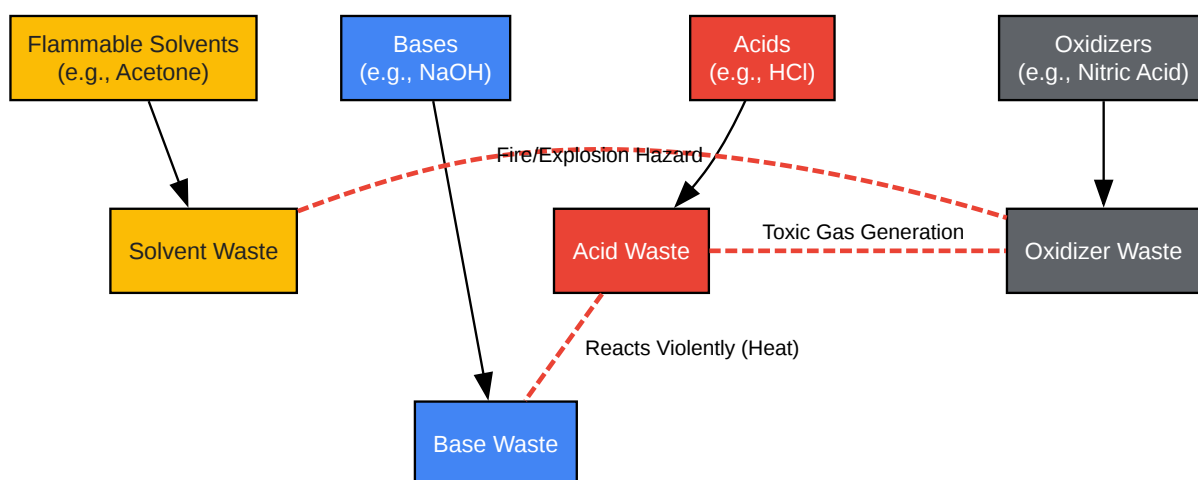 Flammable Solvents
(e.g., Acetone)
Bases
(e.g., NaOH)
Acids
(e.g., HCl)
Oxidizers
(e.g., Nitric Acid)
Fire/Explosion Hazard
Solvent Waste
Acid Waste
Toxic Gas Generation
Oxidizer Waste
Reacts Violently (Heat)
Base Waste